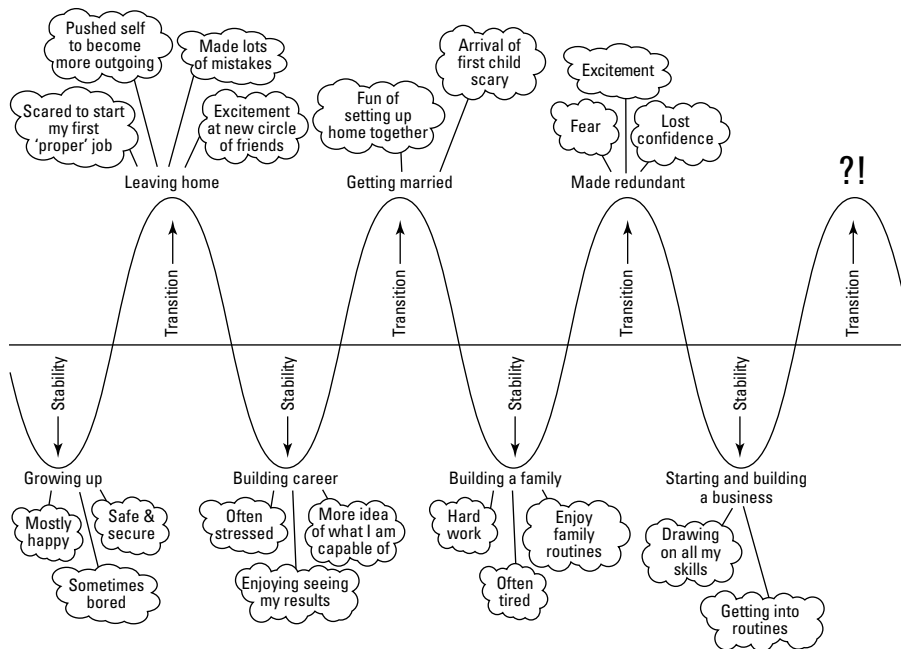 Pushed self
to become
more outgoing
Made lots
of mistakes
Scared to start
my first
‘proper’ job
Excitement
at new circle
of friends
Leaving home
Fun of
setting up
home together
Arrival of
first child
scary
Getting married
Excitement
Fear
Lost
confidence
Made redundant
?!
Transition
Transition
Transition
Transition
Stability
Stability
Stability
Stability
Growing up
Mostly
happy
Safe &
secure
Sometimes
bored
Building career
Often
stressed
More idea
of what I am
capable of
Enjoying seeing
my results
Building a family
Hard
work
Enjoy
family
routines
Often
tired
Starting and building
a business
Drawing
on all my
skills
Getting into
routines